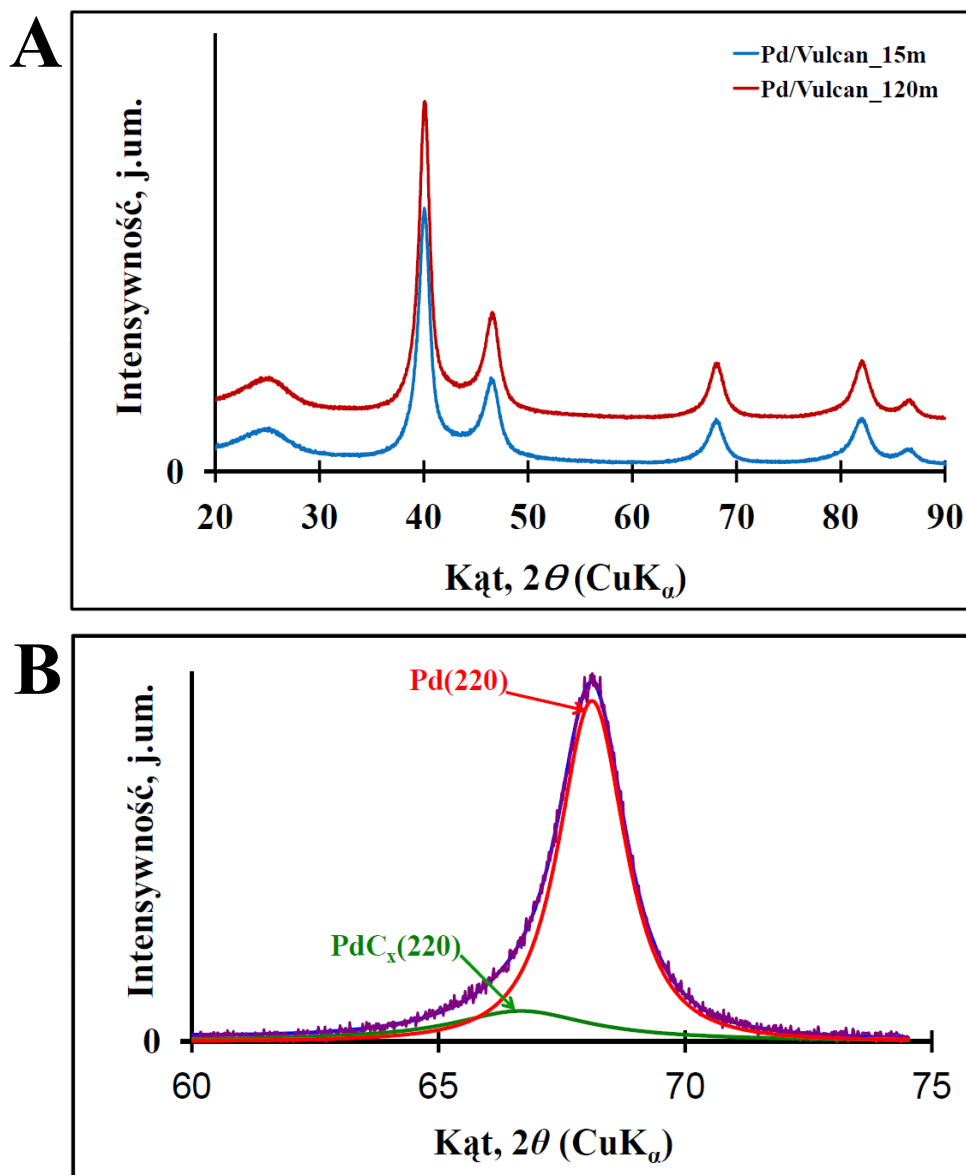 A
Pd/Vulcan_15m
Pd/Vulcan_120m
Intensywność, j.um.
0
20 30 40 50 60 70 80 90
Kąt, 2θ (CuKα)
B
Pd(220)
PdCx(220)
Intensywność, j.um.
0
60 65 70 75
Kąt, 2θ (CuKα)